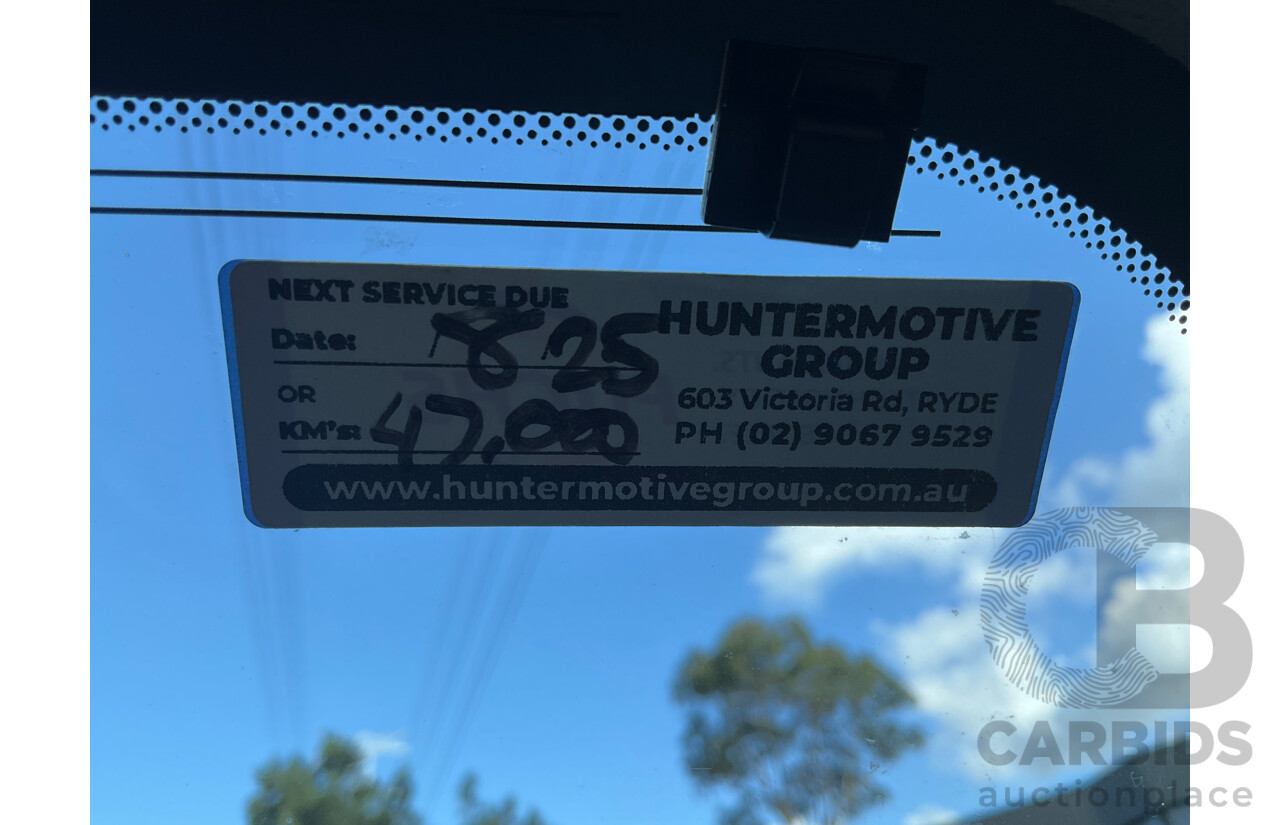 NEXT SERVICE DUE
Date: 8 25
OR
KM's: 47,000
HUNTERMOTIVE
GROUP
603 Victoria Rd, RYDE
PH (02) 9067 9529
www.huntermotivegroup.com.au
CB
CARBIDS
auctionplace